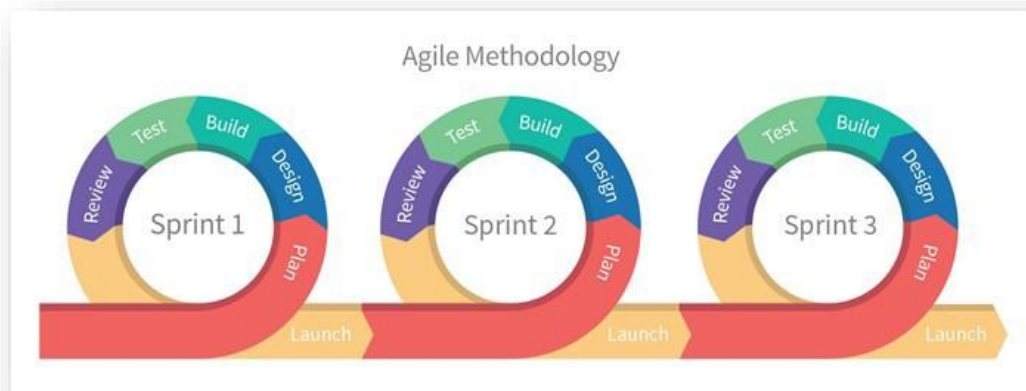 Agile Methodology
Test
Build
Review
Design
Sprint 1
Plan
Launch
Test
Build
Review
Design
Sprint 2
Plan
Launch
Test
Build
Review
Design
Sprint 3
Plan
Launch